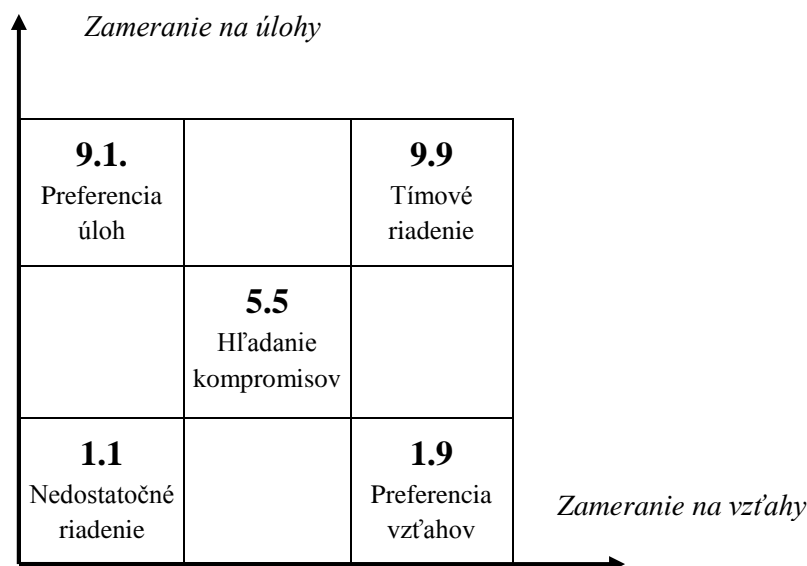 Zameranie na úlohy
9.1.
Preferencia
úloh
9.9
Tímové
riadenie
5.5
Hľadanie
kompromisov
1.1
Nedostatočné
riadenie
1.9
Preferencia
vzťahov
Zameranie na vzťahy